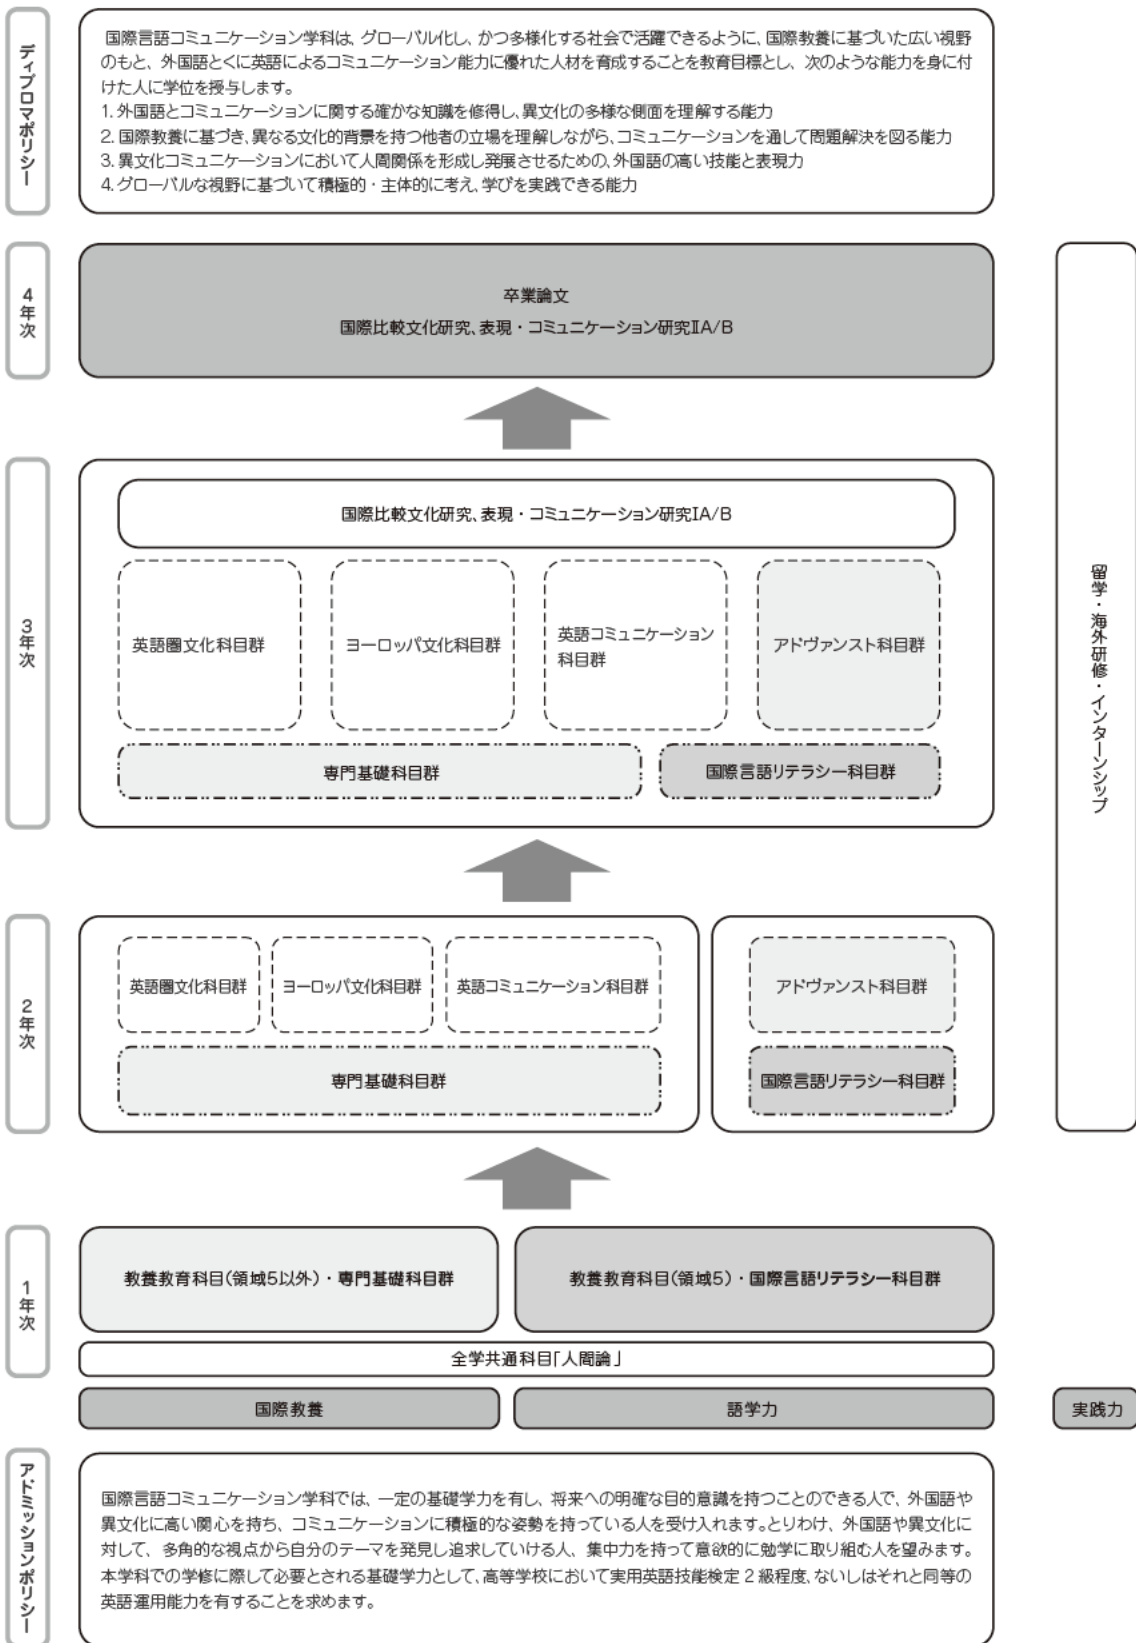 ディプロマポリシー
国際言語コミュニケーション学科は、グローバル化し、かつ多様化する社会で活躍できるように、国際教養に基づいた広い視野
のもと、外国語とくに英語によるコミュニケーション能力に優れた人材を育成することを教育目標とし、次のような能力を身に付
けた人に学位を授与します。
1. 外国語とコミュニケーションに関する確かな知識を修得し、異文化の多様な側面を理解する能力
2. 国際教養に基づき、異なる文化的背景を持つ他者の立場を理解しながら、コミュニケーションを通して問題解決を図る能力
3. 異文化コミュニケーションにおいて人間関係を形成し発展させるための、外国語の高い技能と表現力
4. グローバルな視野に基づいて積極的・主体的に考え、学びを実践できる能力
4年次
卒業論文
国際比較文化研究、表現・コミュニケーション研究ⅡA/B
3年次
国際比較文化研究、表現・コミュニケーション研究ⅠA/B
英語圏文化科目群
ヨーロッパ文化科目群
英語コミュニケーション
科目群
アドヴァンスト科目群
専門基礎科目群
国際言語リテラシー科目群
留学・海外研修・インターンシップ
2年次
英語圏文化科目群
ヨーロッパ文化科目群
英語コミュニケーション科目群
アドヴァンスト科目群
専門基礎科目群
国際言語リテラシー科目群
1年次
教養教育科目(領域5以外)・専門基礎科目群
教養教育科目(領域5)・国際言語リテラシー科目群
全学共通科目「人間論」
国際教養
語学力
実践力
アドミッションポリシー
国際言語コミュニケーション学科では、一定の基礎学力を有し、将来への明確な目的意識を持つことのできる人で、外国語や
異文化に高い関心を持ち、コミュニケーションに積極的な姿勢を持っている人を受け入れます。とりわけ、外国語や異文化に
対して、多角的な視点から自分のテーマを発見し追求していける人、集中力を持って意欲的に勉学に取り組む人を望みます。
本学科での学修に際して必要とされる基礎学力として、高等学校において実用英語技能検定2級程度、ないしはそれと同等の
英語運用能力を有することを求めます。